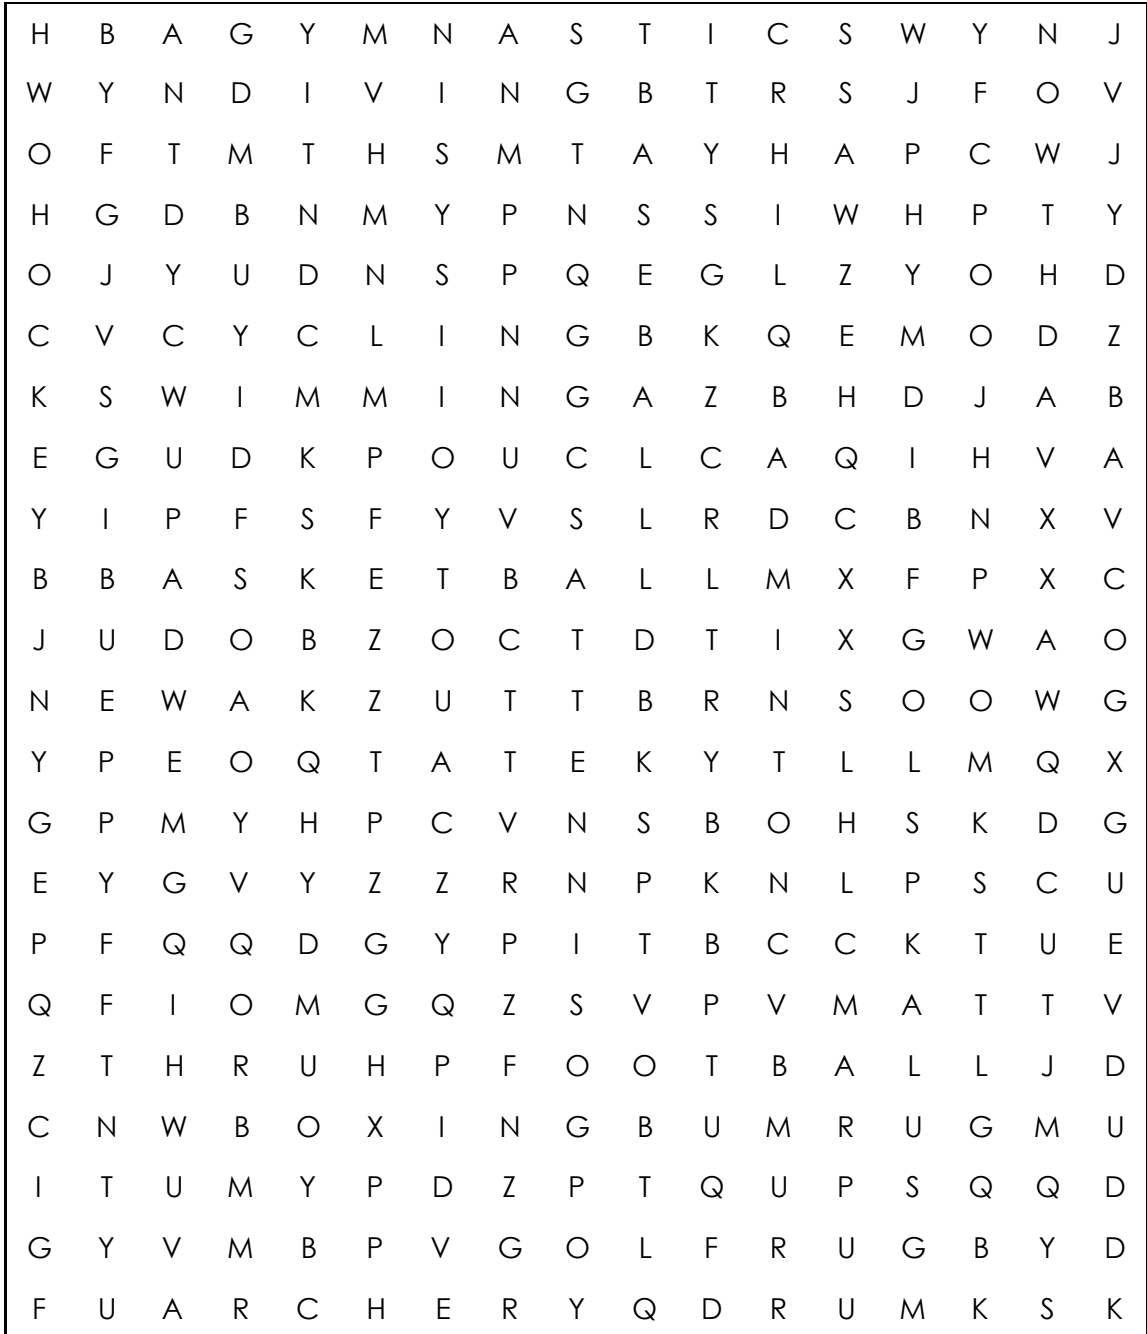 H B A G Y M N A S T I C S W Y N J
W Y N D I V I N G B T R S J F O V
O F T M T H S M T A Y H A P C W J
H G D B N M Y P N S S I W H P T Y
O J Y U D N S P Q E G L Z Y O H D
C V C Y C L I N G B K Q E M O D Z
K S W I M M I N G A Z B H D J A B
E G U D K P O U C L C A Q I H V A
Y I P F S F Y V S L R D C B N X V
B B A S K E T B A L L M X F P X C
J U D O B Z O C T D T I X G W A O
N E W A K Z U T T B R N S O O W G
Y P E O Q T A T E K Y T L L M Q X
G P M Y H P C V N S B O H S K D G
E Y G V Y Z Z R N P K N L P S C U
P F Q Q D G Y P I T B C C K T U E
Q F I O M G Q Z S V P V M A T T V
Z T H R U H P F O O T B A L L J D
C N W B O X I N G B U M R U G M U
I T U M Y P D Z P T Q U P S Q Q D
G Y V M B P V G O L F R U G B Y D
F U A R C H E R Y Q D R U M K S K